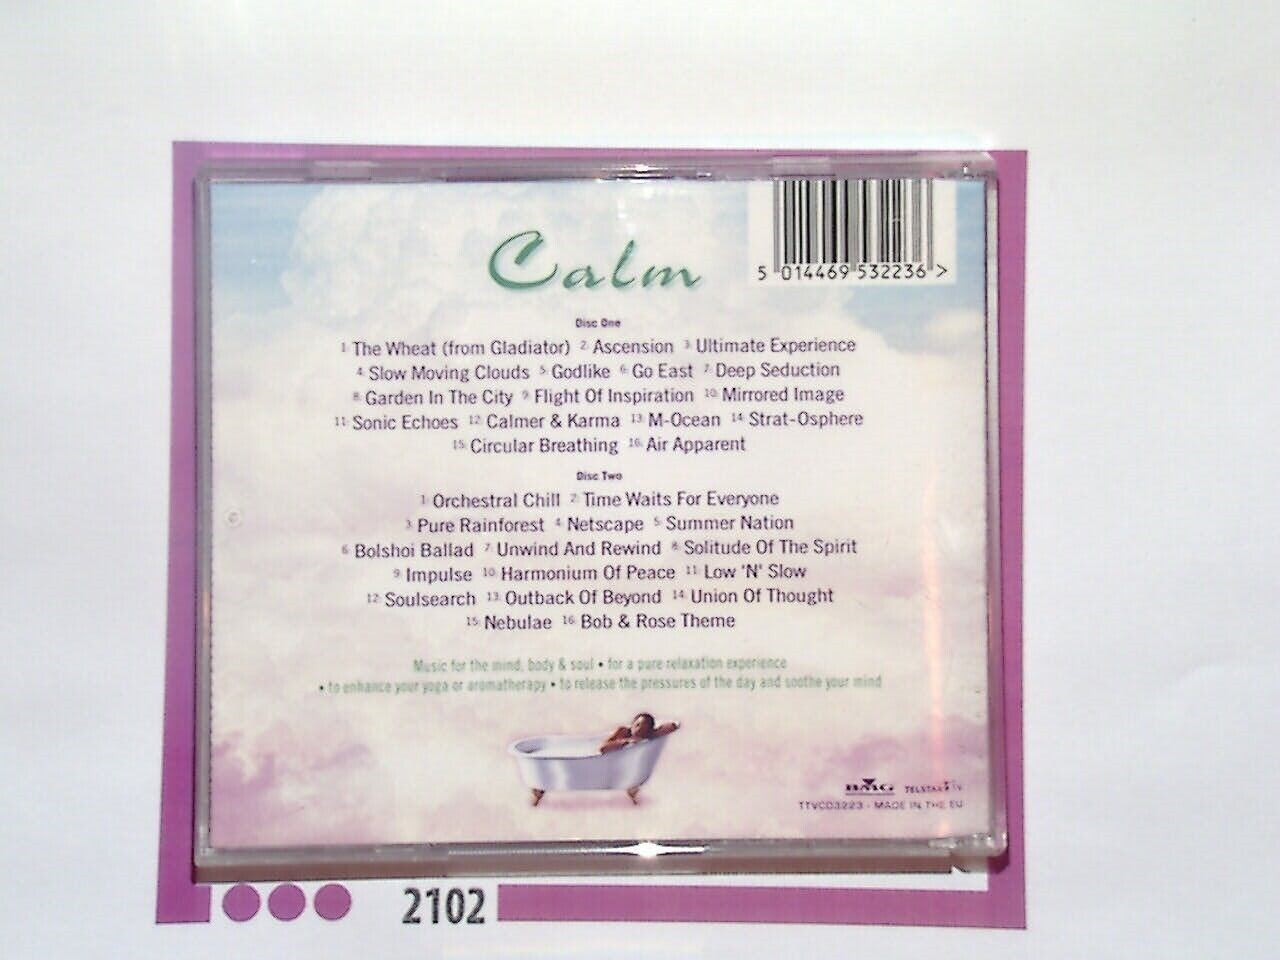 Calm
5 014469 532236 >
Disc One
1. The Wheat (from Gladiator) 2. Ascension 3. Ultimate Experience
4. Slow Moving Clouds 5. Godlike 6. Go East 7. Deep Seduction
8. Garden In The City 9. Flight Of Inspiration 10. Mirrored Image
11. Sonic Echoes 12. Calmer & Karma 13. M-Ocean 14. Strat-Osphere
15. Circular Breathing 16. Air Apparent
Disc Two
1. Orchestral Chill 2. Time Waits For Everyone
3. Pure Rainforest 4. Netscape 5. Summer Nation
6. Bolshoi Ballad 7. Unwind And Rewind 8. Solitude Of The Spirit
9. Impulse 10. Harmonium Of Peace 11. Low 'N' Slow
12. Soulsearch 13. Outback Of Beyond 14. Union Of Thought
15. Nebulae 16. Bob & Rose Theme
Music for the mind, body & soul • for a pure relaxation experience
• to enhance your yoga or aromatherapy • to release the pressures of the day and soothe your mind
BMG TELSTAR TV
TTVCD3223 - MADE IN THE EU
2102